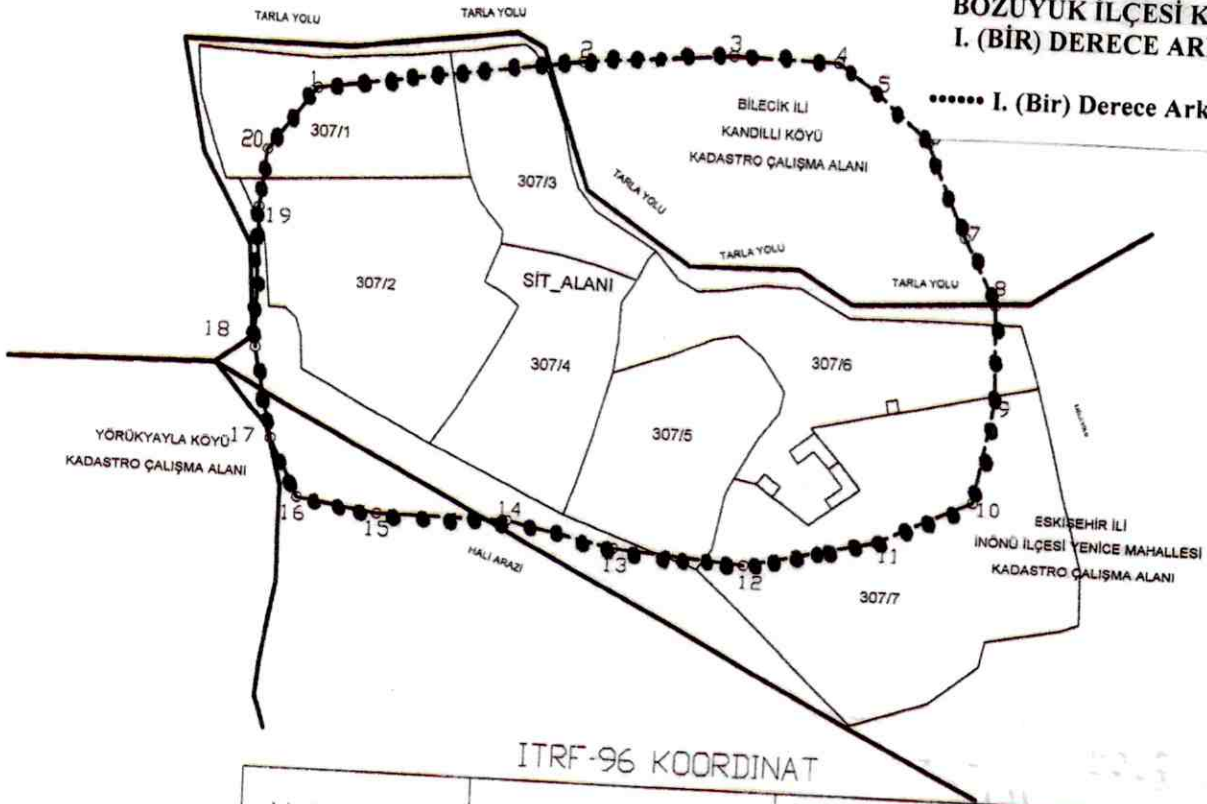 TARLA YOLU
TARLA YOLU
BOZÜYÜK İLÇESİ K
I. (BİR) DERECE AR
2
3
4
5
•••••• I. (Bir) Derece Ark
1
BİLECİK İLİ
KANDİLLİ KÖYÜ
KADASTRO ÇALIŞMA ALANI
307/1
20
307/3
TARLA YOLU
19
7
TARLA YOLU
307/2
SİT_ALANI
TARLA YOLU
8
18
307/4
307/6
9
307/5
YÖRÜKYAYLA KÖYÜ
KADASTRO ÇALIŞMA ALANI
17
16
15
14
10
ESKİŞEHİR İLİ
İNÖNÜ İLÇESİ YENİCE MAHALLESİ
KADASTRO ÇALIŞMA ALANI
HALİ ARAZİ
13
12
11
307/7
ITRF-96 KOORDINAT